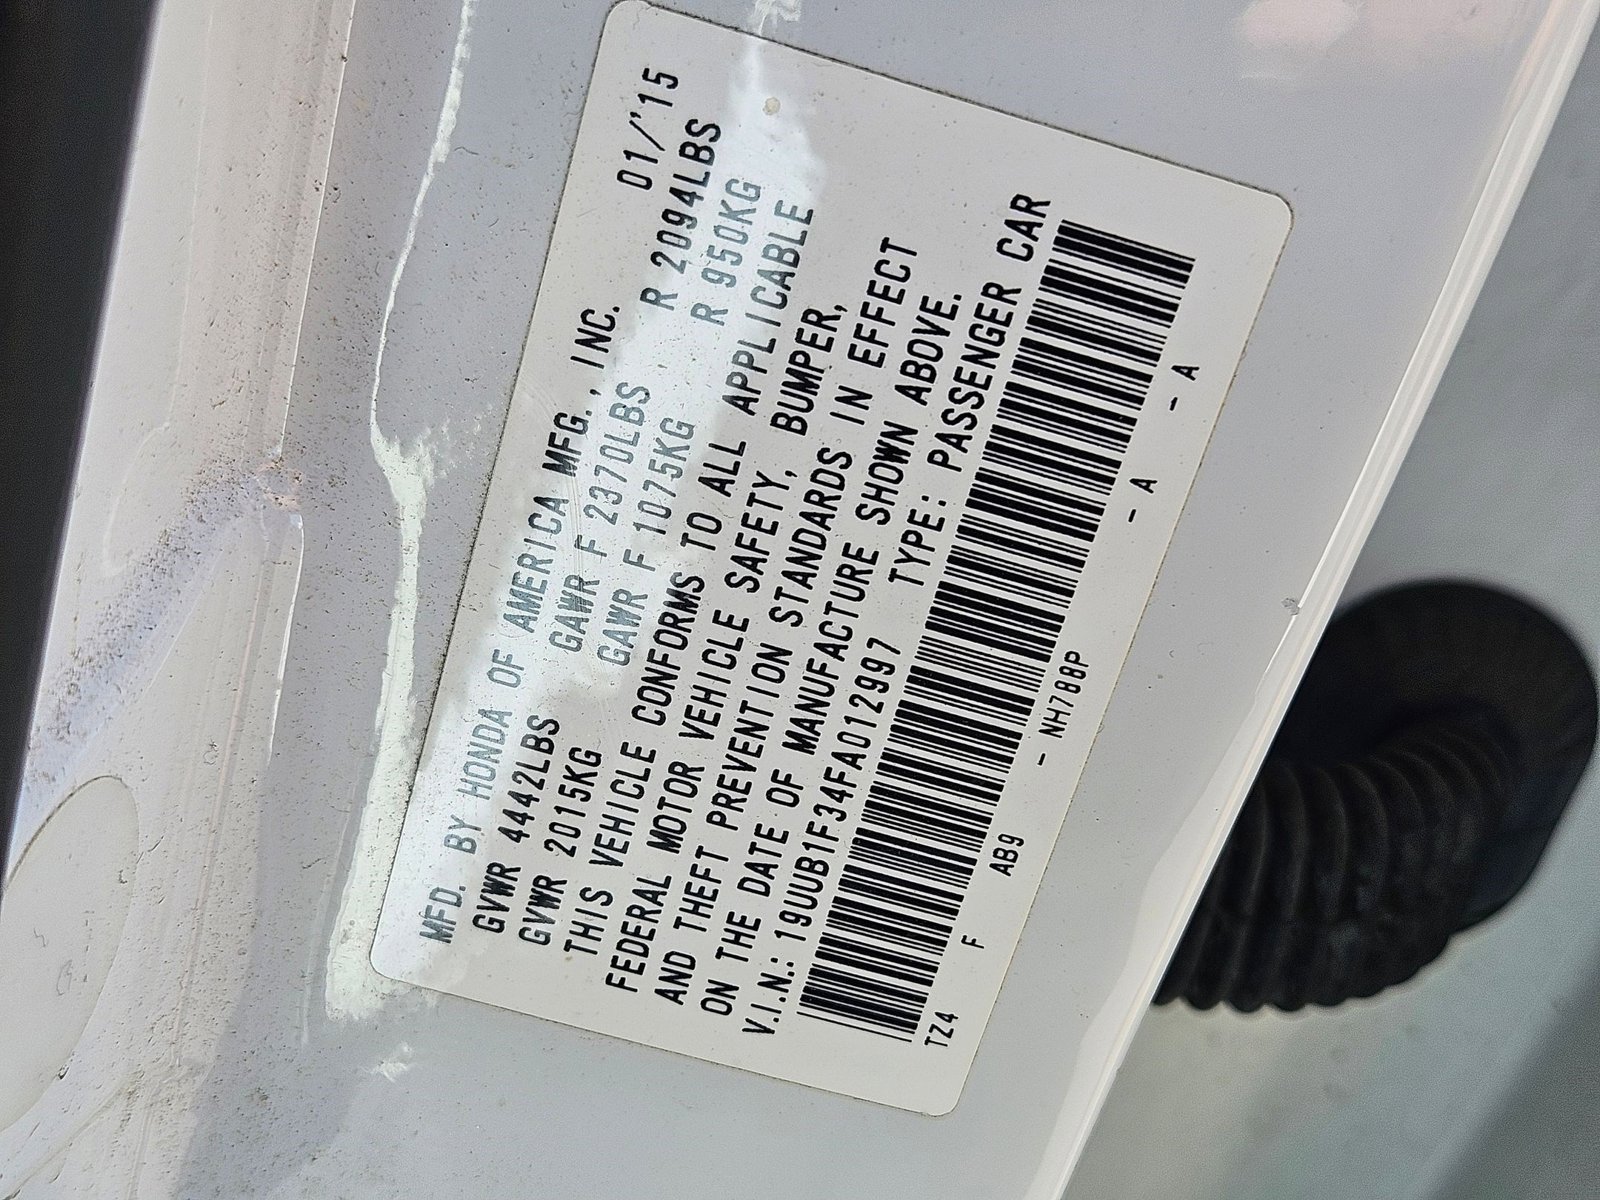 MFD. BY HONDA OF AMERICA MFG., INC. 01/'15
GVWR 4442LBS GAWR F 2370LBS R 2094LBS
GVWR 2015KG GAWR F 1075KG R 950KG
THIS VEHICLE CONFORMS TO ALL APPLICABLE
FEDERAL MOTOR VEHICLE SAFETY, BUMPER,
AND THEFT PREVENTION STANDARDS IN EFFECT
ON THE DATE OF MANUFACTURE SHOWN ABOVE.
V.I.N.: 19UUB1F34FA012997 TYPE: PASSENGER CAR
TZ4 F AB9 - NH788P - A - A